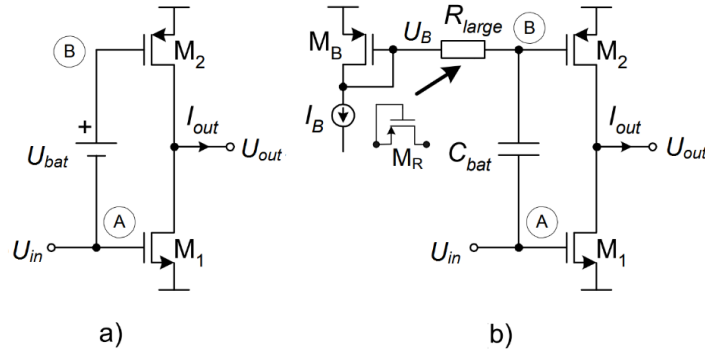 B
M2
Iout
Uout
+
Ubat
A
Uin
M1
a)
MB
UB
Rlarge
B
M2
IB
MR
Cbat
Iout
Uout
A
Uin
M1
b)